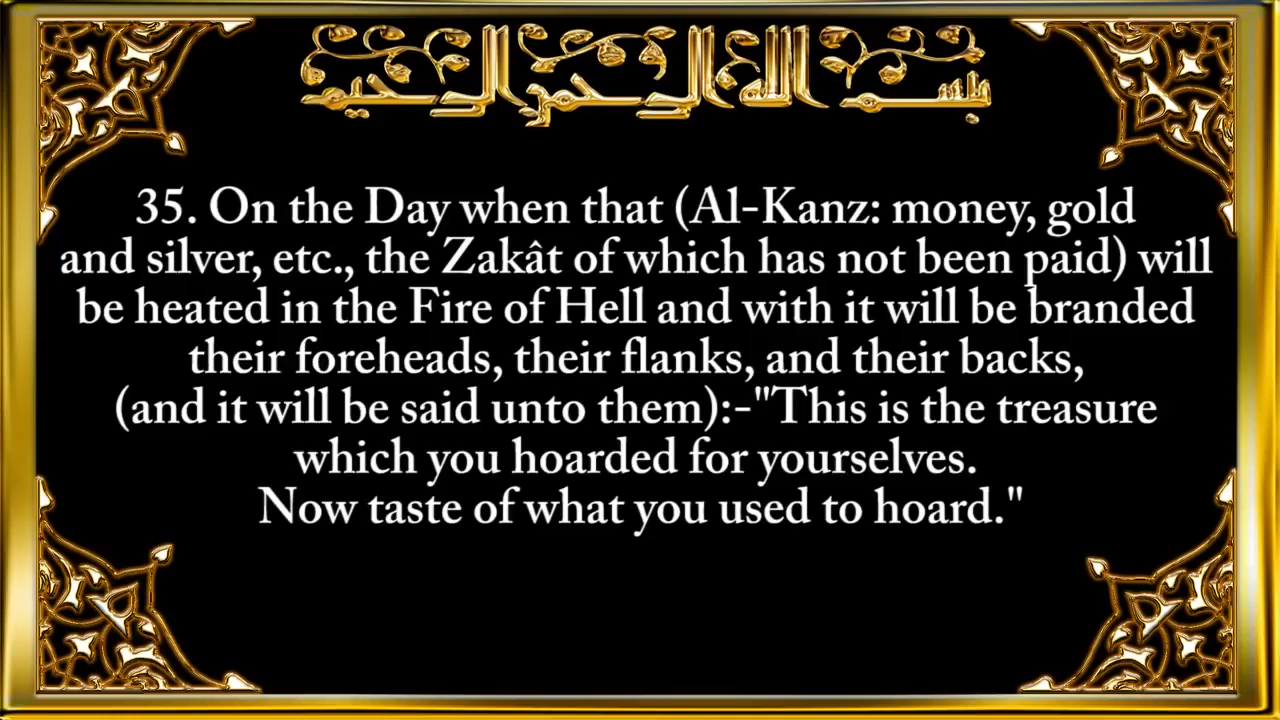 بسم الله الرحمن الرحيم
35. On the Day when that (Al-Kanz: money, gold
and silver, etc., the Zakât of which has not been paid) will
be heated in the Fire of Hell and with it will be branded
their foreheads, their flanks, and their backs,
(and it will be said unto them):-"This is the treasure
which you hoarded for yourselves.
Now taste of what you used to hoard."